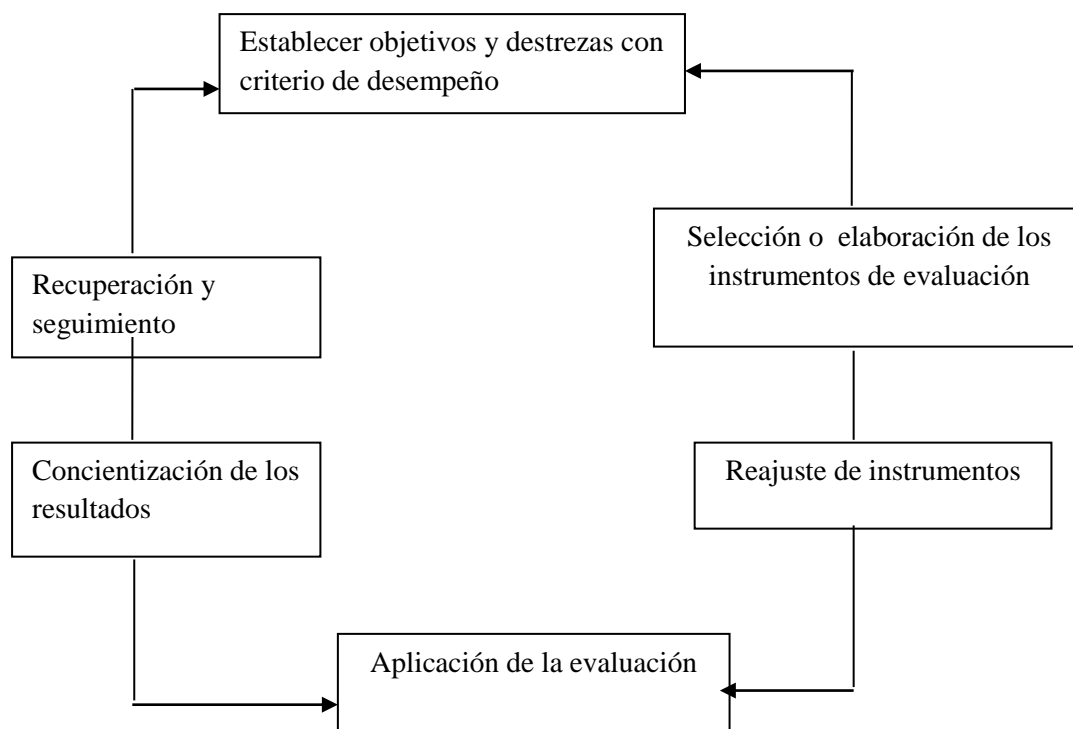 Establecer objetivos y destrezas con
criterio de desempeño
Selección o elaboración de los
instrumentos de evaluación
Recuperación y
seguimiento
Concientización de los
resultados
Reajuste de instrumentos
Aplicación de la evaluación